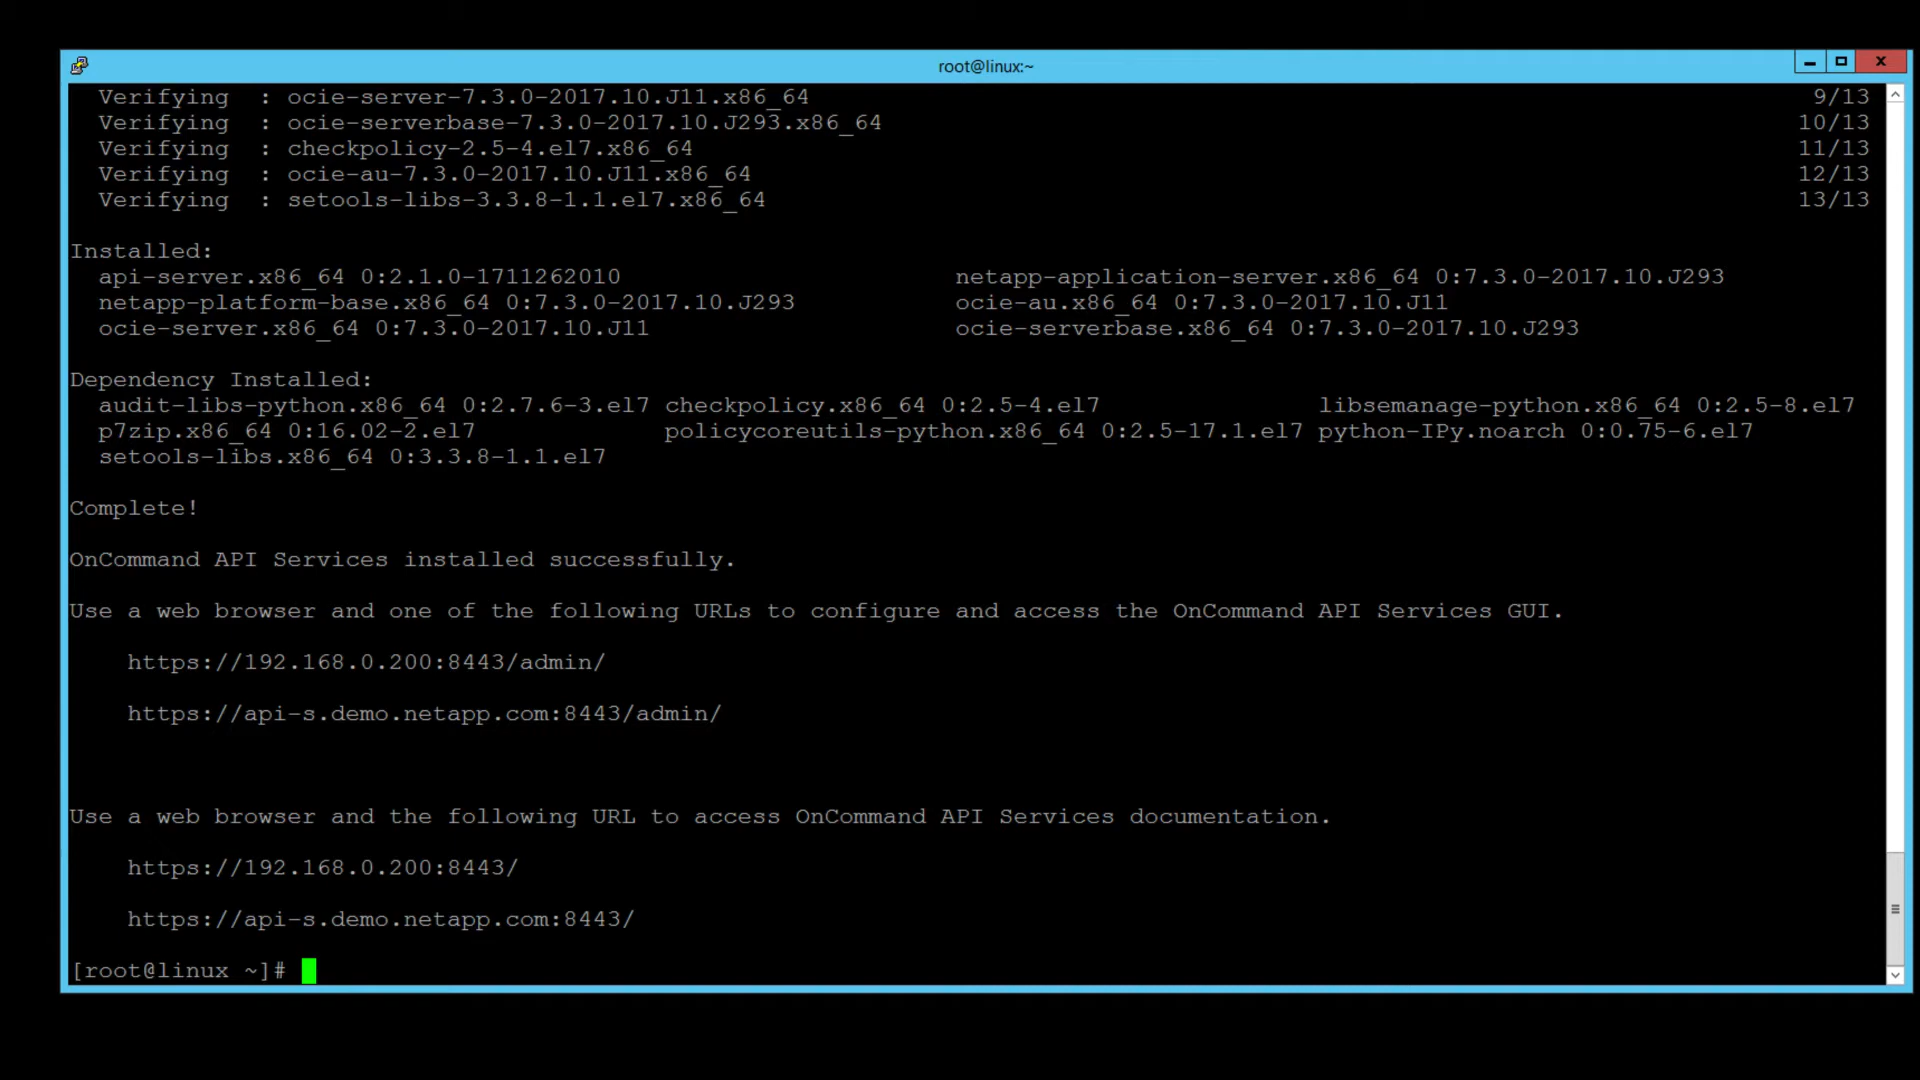 root@linux:~
Verifying : ocie-server-7.3.0-2017.10.J11.x86_64 9/13
Verifying : ocie-serverbase-7.3.0-2017.10.J293.x86_64 10/13
Verifying : checkpolicy-2.5-4.el7.x86_64 11/13
Verifying : ocie-au-7.3.0-2017.10.J11.x86_64 12/13
Verifying : setools-libs-3.3.8-1.1.el7.x86_64 13/13
Installed:
api-server.x86_64 0:2.1.0-1711262010 netapp-application-server.x86_64 0:7.3.0-2017.10.J293
netapp-platform-base.x86_64 0:7.3.0-2017.10.J293 ocie-au.x86_64 0:7.3.0-2017.10.J11
ocie-server.x86_64 0:7.3.0-2017.10.J11 ocie-serverbase.x86_64 0:7.3.0-2017.10.J293
Dependency Installed:
audit-libs-python.x86_64 0:2.7.6-3.el7 checkpolicy.x86_64 0:2.5-4.el7 libsemanage-python.x86_64 0:2.5-8.el7
p7zip.x86_64 0:16.02-2.el7 policycoreutils-python.x86_64 0:2.5-17.1.el7 python-IPy.noarch 0:0.75-6.el7
setools-libs.x86_64 0:3.3.8-1.1.el7
Complete!
OnCommand API Services installed successfully.
Use a web browser and one of the following URLs to configure and access the OnCommand API Services GUI.
https://192.168.0.200:8443/admin/
https://api-s.demo.netapp.com:8443/admin/
Use a web browser and the following URL to access OnCommand API Services documentation.
https://192.168.0.200:8443/
https://api-s.demo.netapp.com:8443/
[root@linux ~]#